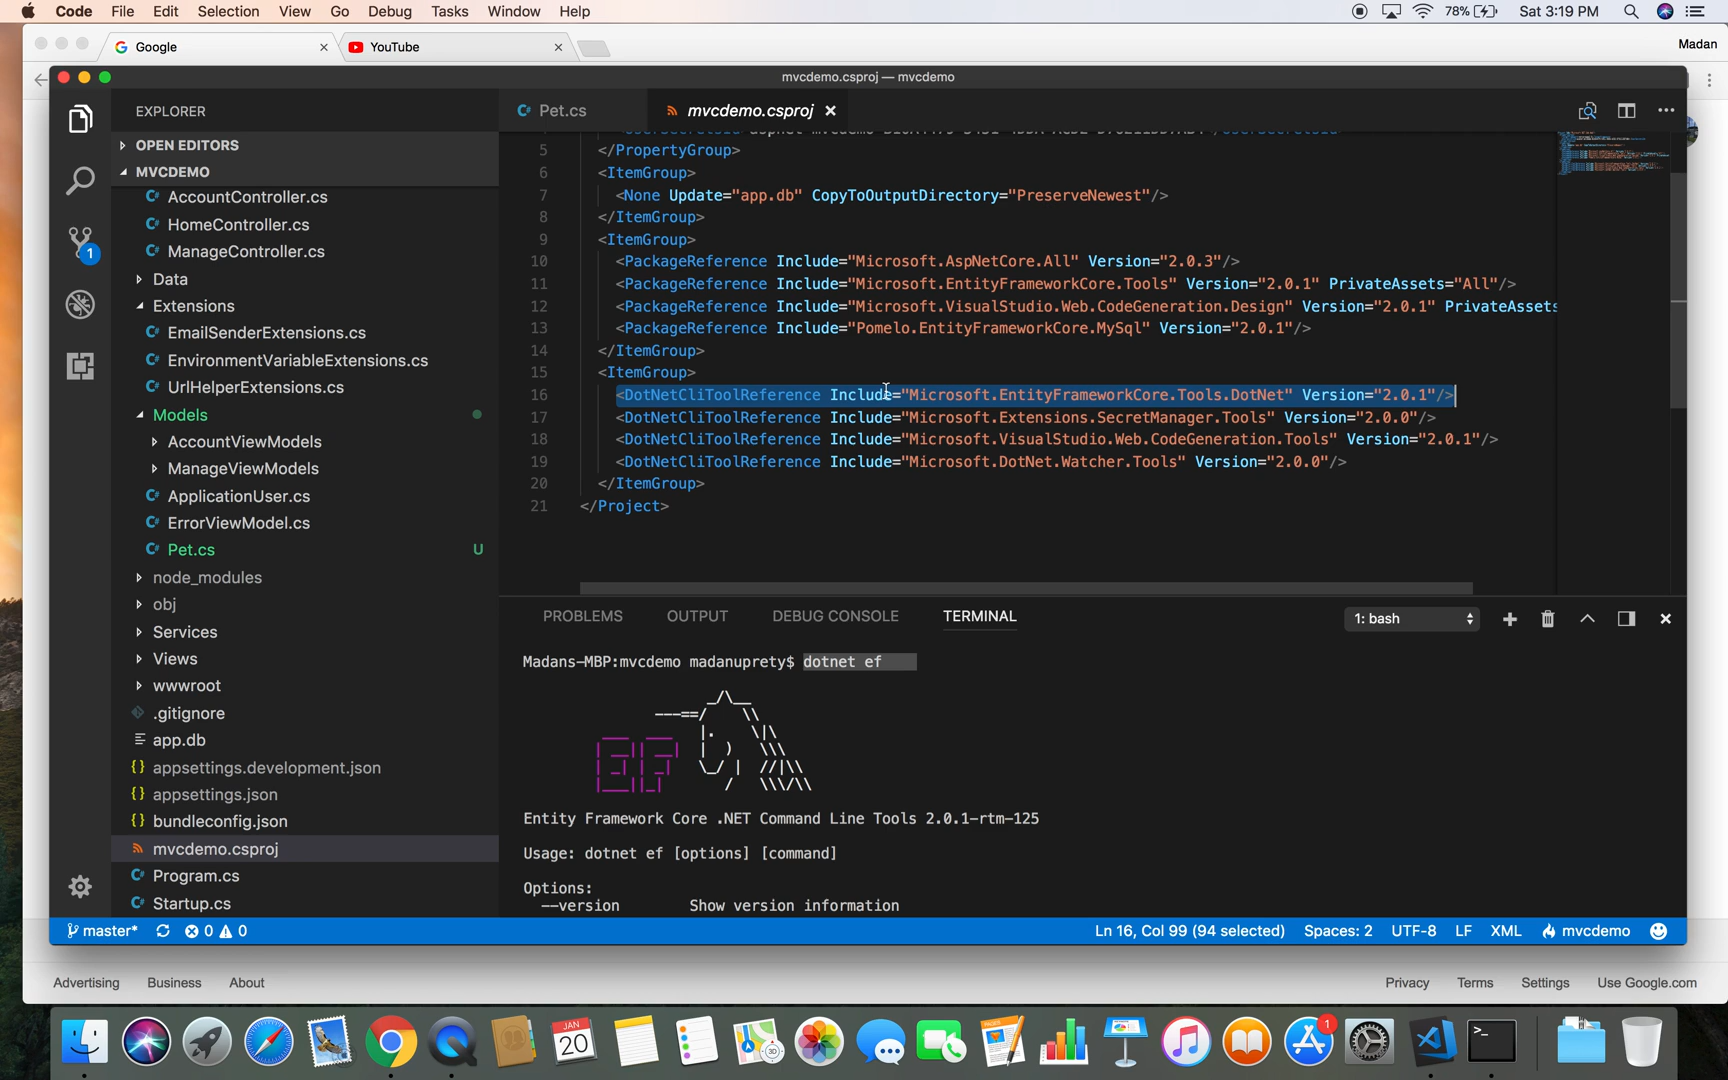 Code File Edit Selection View Go Debug Tasks Window Help 78% Sat 3:19 PM
Google YouTube Madan
mvcdemo.csproj — mvcdemo
EXPLORER Pet.cs mvcdemo.csproj
OPEN EDITORS
MVCDEMO
AccountController.cs
HomeController.cs
ManageController.cs
Data
Extensions
EmailSenderExtensions.cs
EnvironmentVariableExtensions.cs
UrlHelperExtensions.cs
Models
AccountViewModels
ManageViewModels
ApplicationUser.cs
ErrorViewModel.cs
Pet.cs U
node_modules
obj
Services
Views
wwwroot
.gitignore
app.db
appsettings.development.json
appsettings.json
bundleconfig.json
mvcdemo.csproj
Program.cs
Startup.cs
1
5 </PropertyGroup>
6 <ItemGroup>
7 <None Update="app.db" CopyToOutputDirectory="PreserveNewest"/>
8 </ItemGroup>
9 <ItemGroup>
10 <PackageReference Include="Microsoft.AspNetCore.All" Version="2.0.3"/>
11 <PackageReference Include="Microsoft.EntityFrameworkCore.Tools" Version="2.0.1" PrivateAssets="All"/>
12 <PackageReference Include="Microsoft.VisualStudio.Web.CodeGeneration.Design" Version="2.0.1" PrivateAssets
13 <PackageReference Include="Pomelo.EntityFrameworkCore.MySql" Version="2.0.1"/>
14 </ItemGroup>
15 <ItemGroup>
16 <DotNetCliToolReference Include="Microsoft.EntityFrameworkCore.Tools.DotNet" Version="2.0.1"/>
17 <DotNetCliToolReference Include="Microsoft.Extensions.SecretManager.Tools" Version="2.0.0"/>
18 <DotNetCliToolReference Include="Microsoft.VisualStudio.Web.CodeGeneration.Tools" Version="2.0.1"/>
19 <DotNetCliToolReference Include="Microsoft.DotNet.Watcher.Tools" Version="2.0.0"/>
20 </ItemGroup>
21 </Project>
PROBLEMS OUTPUT DEBUG CONSOLE TERMINAL 1: bash
Madans-MBP:mvcdemo madanuprety$ dotnet ef
EF
Entity Framework Core .NET Command Line Tools 2.0.1-rtm-125
Usage: dotnet ef [options] [command]
Options:
--version Show version information
master* 0 0 Ln 16, Col 99 (94 selected) Spaces: 2 UTF-8 LF XML mvcdemo
Advertising Business About Privacy Terms Settings Use Google.com
JAN
20
3D
PAGES
1
>_